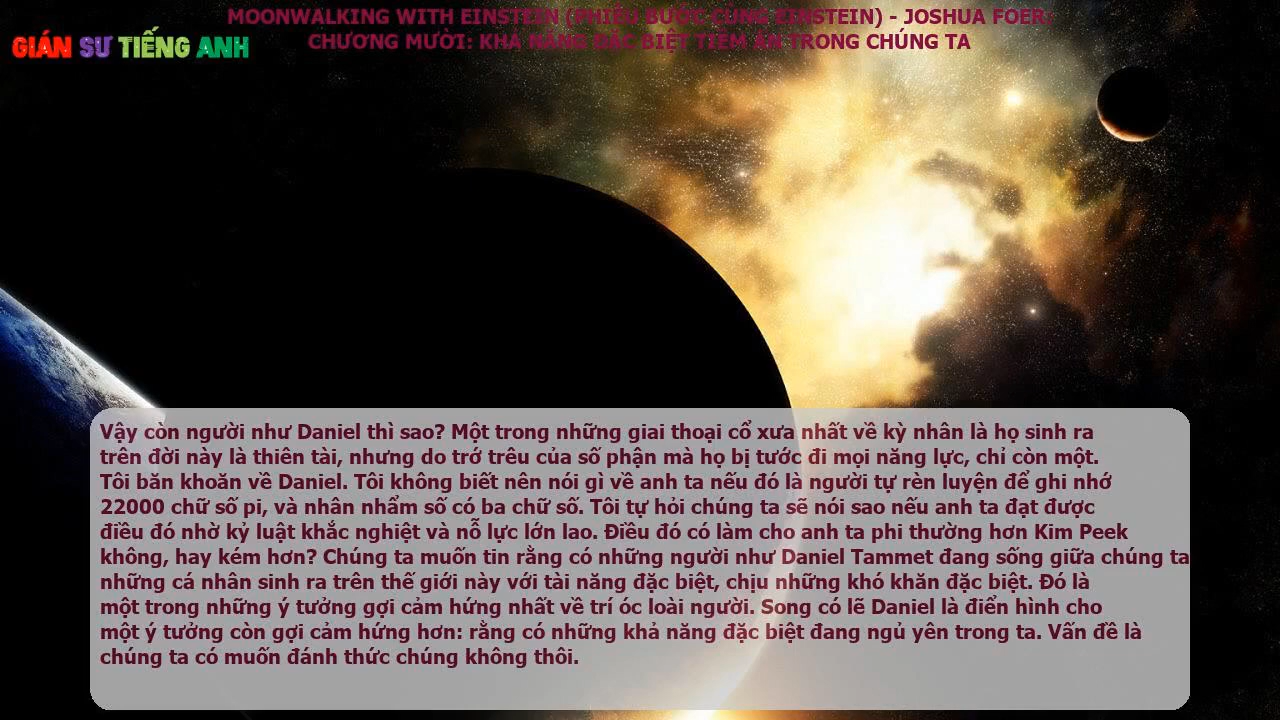 MOONWALKING WITH EINSTEIN (PHIÊU BƯỚC CÙNG EINSTEIN) - JOSHUA FOER:
CHƯƠNG MƯỜI: KHẢ NĂNG ĐẶC BIỆT TIỀM ẨN TRONG CHÚNG TA
GIÁN SƯ TIẾNG ANH
Vậy còn người như Daniel thì sao? Một trong những giai thoại cổ xưa nhất về kỳ nhân là họ sinh ra
trên đời này là thiên tài, nhưng do trớ trêu của số phận mà họ bị tước đi mọi năng lực, chỉ còn một.
Tôi băn khoăn về Daniel. Tôi không biết nên nói gì về anh ta nếu đó là người tự rèn luyện để ghi nhớ
22000 chữ số pi, và nhân nhẩm số có ba chữ số. Tôi tự hỏi chúng ta sẽ nói sao nếu anh ta đạt được
điều đó nhờ kỷ luật khắc nghiệt và nỗ lực lớn lao. Điều đó có làm cho anh ta phi thường hơn Kim Peek
không, hay kém hơn? Chúng ta muốn tin rằng có những người như Daniel Tammet đang sống giữa chúng ta
những cá nhân sinh ra trên thế giới này với tài năng đặc biệt, chịu những khó khăn đặc biệt. Đó là
một trong những ý tưởng gợi cảm hứng nhất về trí óc loài người. Song có lẽ Daniel là điển hình cho
một ý tưởng còn gợi cảm hứng hơn: rằng có những khả năng đặc biệt đang ngủ yên trong ta. Vấn đề là
chúng ta có muốn đánh thức chúng không thôi.